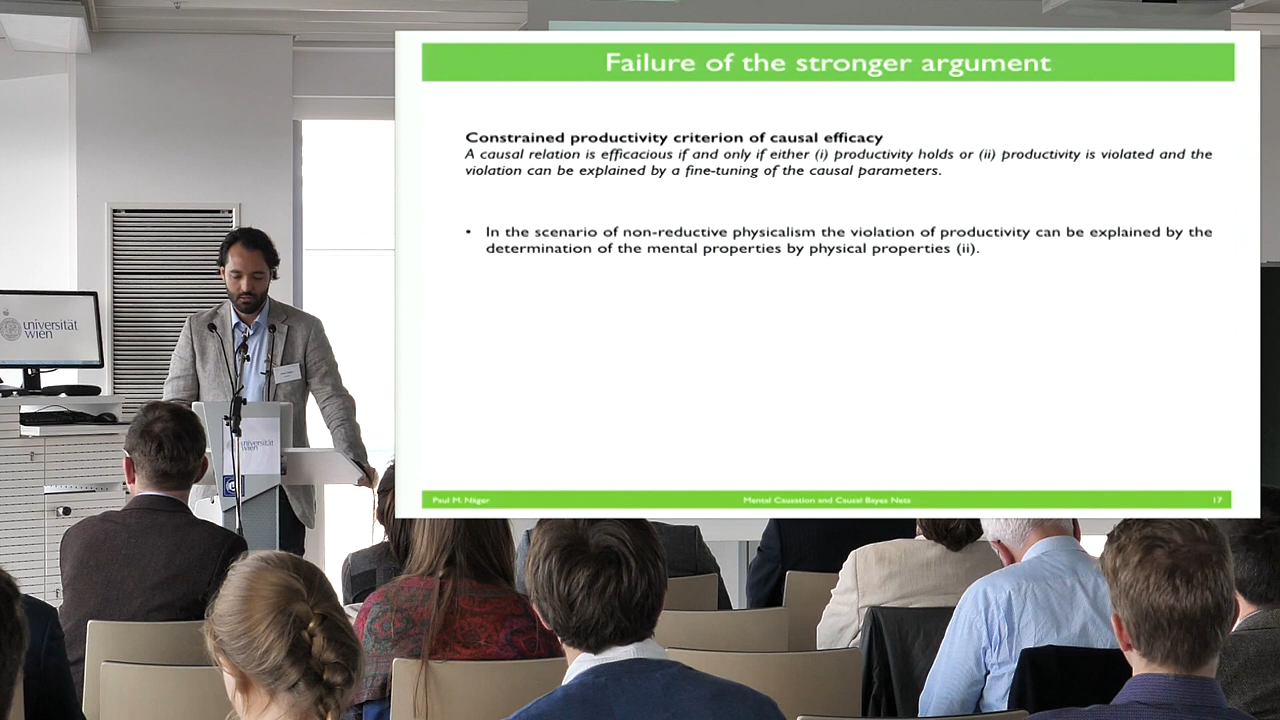 Failure of the stronger argument
Constrained productivity criterion of causal efficacy
A causal relation is efficacious if and only if either (i) productivity holds or (ii) productivity is violated and the
violation can be explained by a fine-tuning of the causal parameters.
• In the scenario of non-reductive physicalism the violation of productivity can be explained by the
determination of the mental properties by physical properties (ii).
Paul M. Näger
Mental Causation and Causal Bayes Nets
17
universität
wien
universität
wien